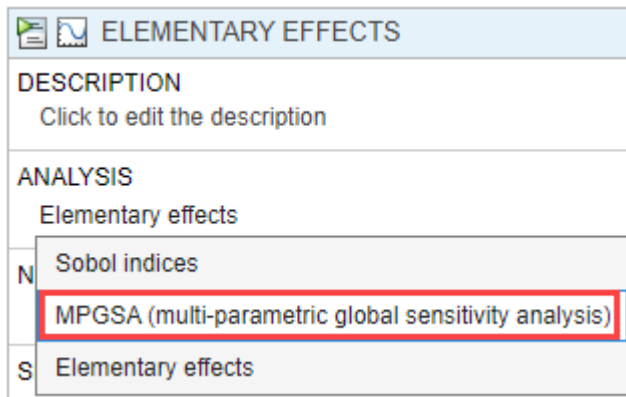 ELEMENTARY EFFECTS
DESCRIPTION
Click to edit the description
ANALYSIS
Elementary effects
Sobol indices
N
MPGSA (multi-parametric global sensitivity analysis)
S
Elementary effects